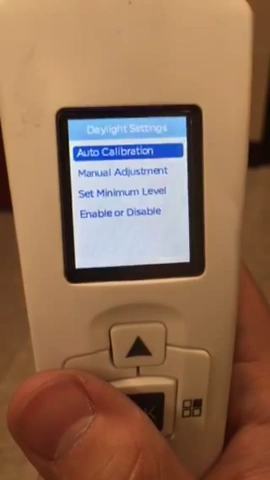 Daylight Settings
Auto Calibration
Manual Adjustment
Set Minimum Level
Enable or Disable